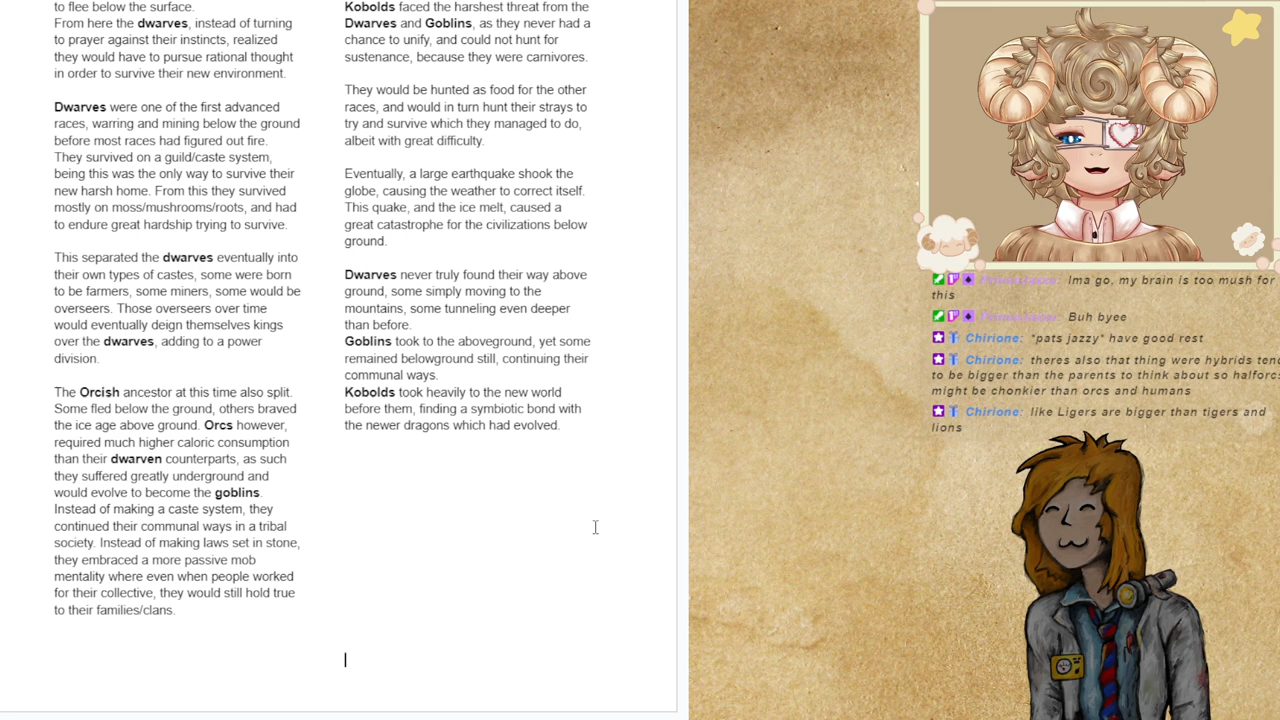 to flee below the surface.
From here the dwarves, instead of turning
to prayer against their instincts, realized
they would have to pursue rational thought
in order to survive their new environment.
Dwarves were one of the first advanced
races, warring and mining below the ground
before most races had figured out fire.
They survived on a guild/caste system,
being this was the only way to survive their
new harsh home. From this they survived
mostly on moss/mushrooms/roots, and had
to endure great hardship trying to survive.
This separated the dwarves eventually into
their own types of castes, some were born
to be farmers, some miners, some would be
overseers. Those overseers over time
would eventually deign themselves kings
over the dwarves, adding to a power
division.
The Orcish ancestor at this time also split.
Some fled below the ground, others braved
the ice age above ground. Orcs however,
required much higher caloric consumption
than their dwarven counterparts, as such
they suffered greatly underground and
would evolve to become the goblins.
Instead of making a caste system, they
continued their communal ways in a tribal
society. Instead of making laws set in stone,
they embraced a more passive mob
mentality where even when people worked
for their collective, they would still hold true
to their families/clans.
Kobolds faced the harshest threat from the
Dwarves and Goblins, as they never had a
chance to unify, and could not hunt for
sustenance, because they were carnivores.
They would be hunted as food for the other
races, and would in turn hunt their strays to
try and survive which they managed to do,
albeit with great difficulty.
Eventually, a large earthquake shook the
globe, causing the weather to correct itself.
This quake, and the ice melt, caused a
great catastrophe for the civilizations below
ground.
Dwarves never truly found their way above
ground, some simply moving to the
mountains, some tunneling even deeper
than before.
Goblins took to the aboveground, yet some
remained belowground still, continuing their
communal ways.
Kobolds took heavily to the new world
before them, finding a symbiotic bond with
the newer dragons which had evolved.
Ima go, my brain is too mush for
this
Buh byee
Chirione: *pats jazzy* have good rest
Chirione: theres also that thing were hybrids tend
to be bigger than the parents to think about so halforcs
might be chonkier than orcs and humans
Chirione: like Ligers are bigger than tigers and
lions